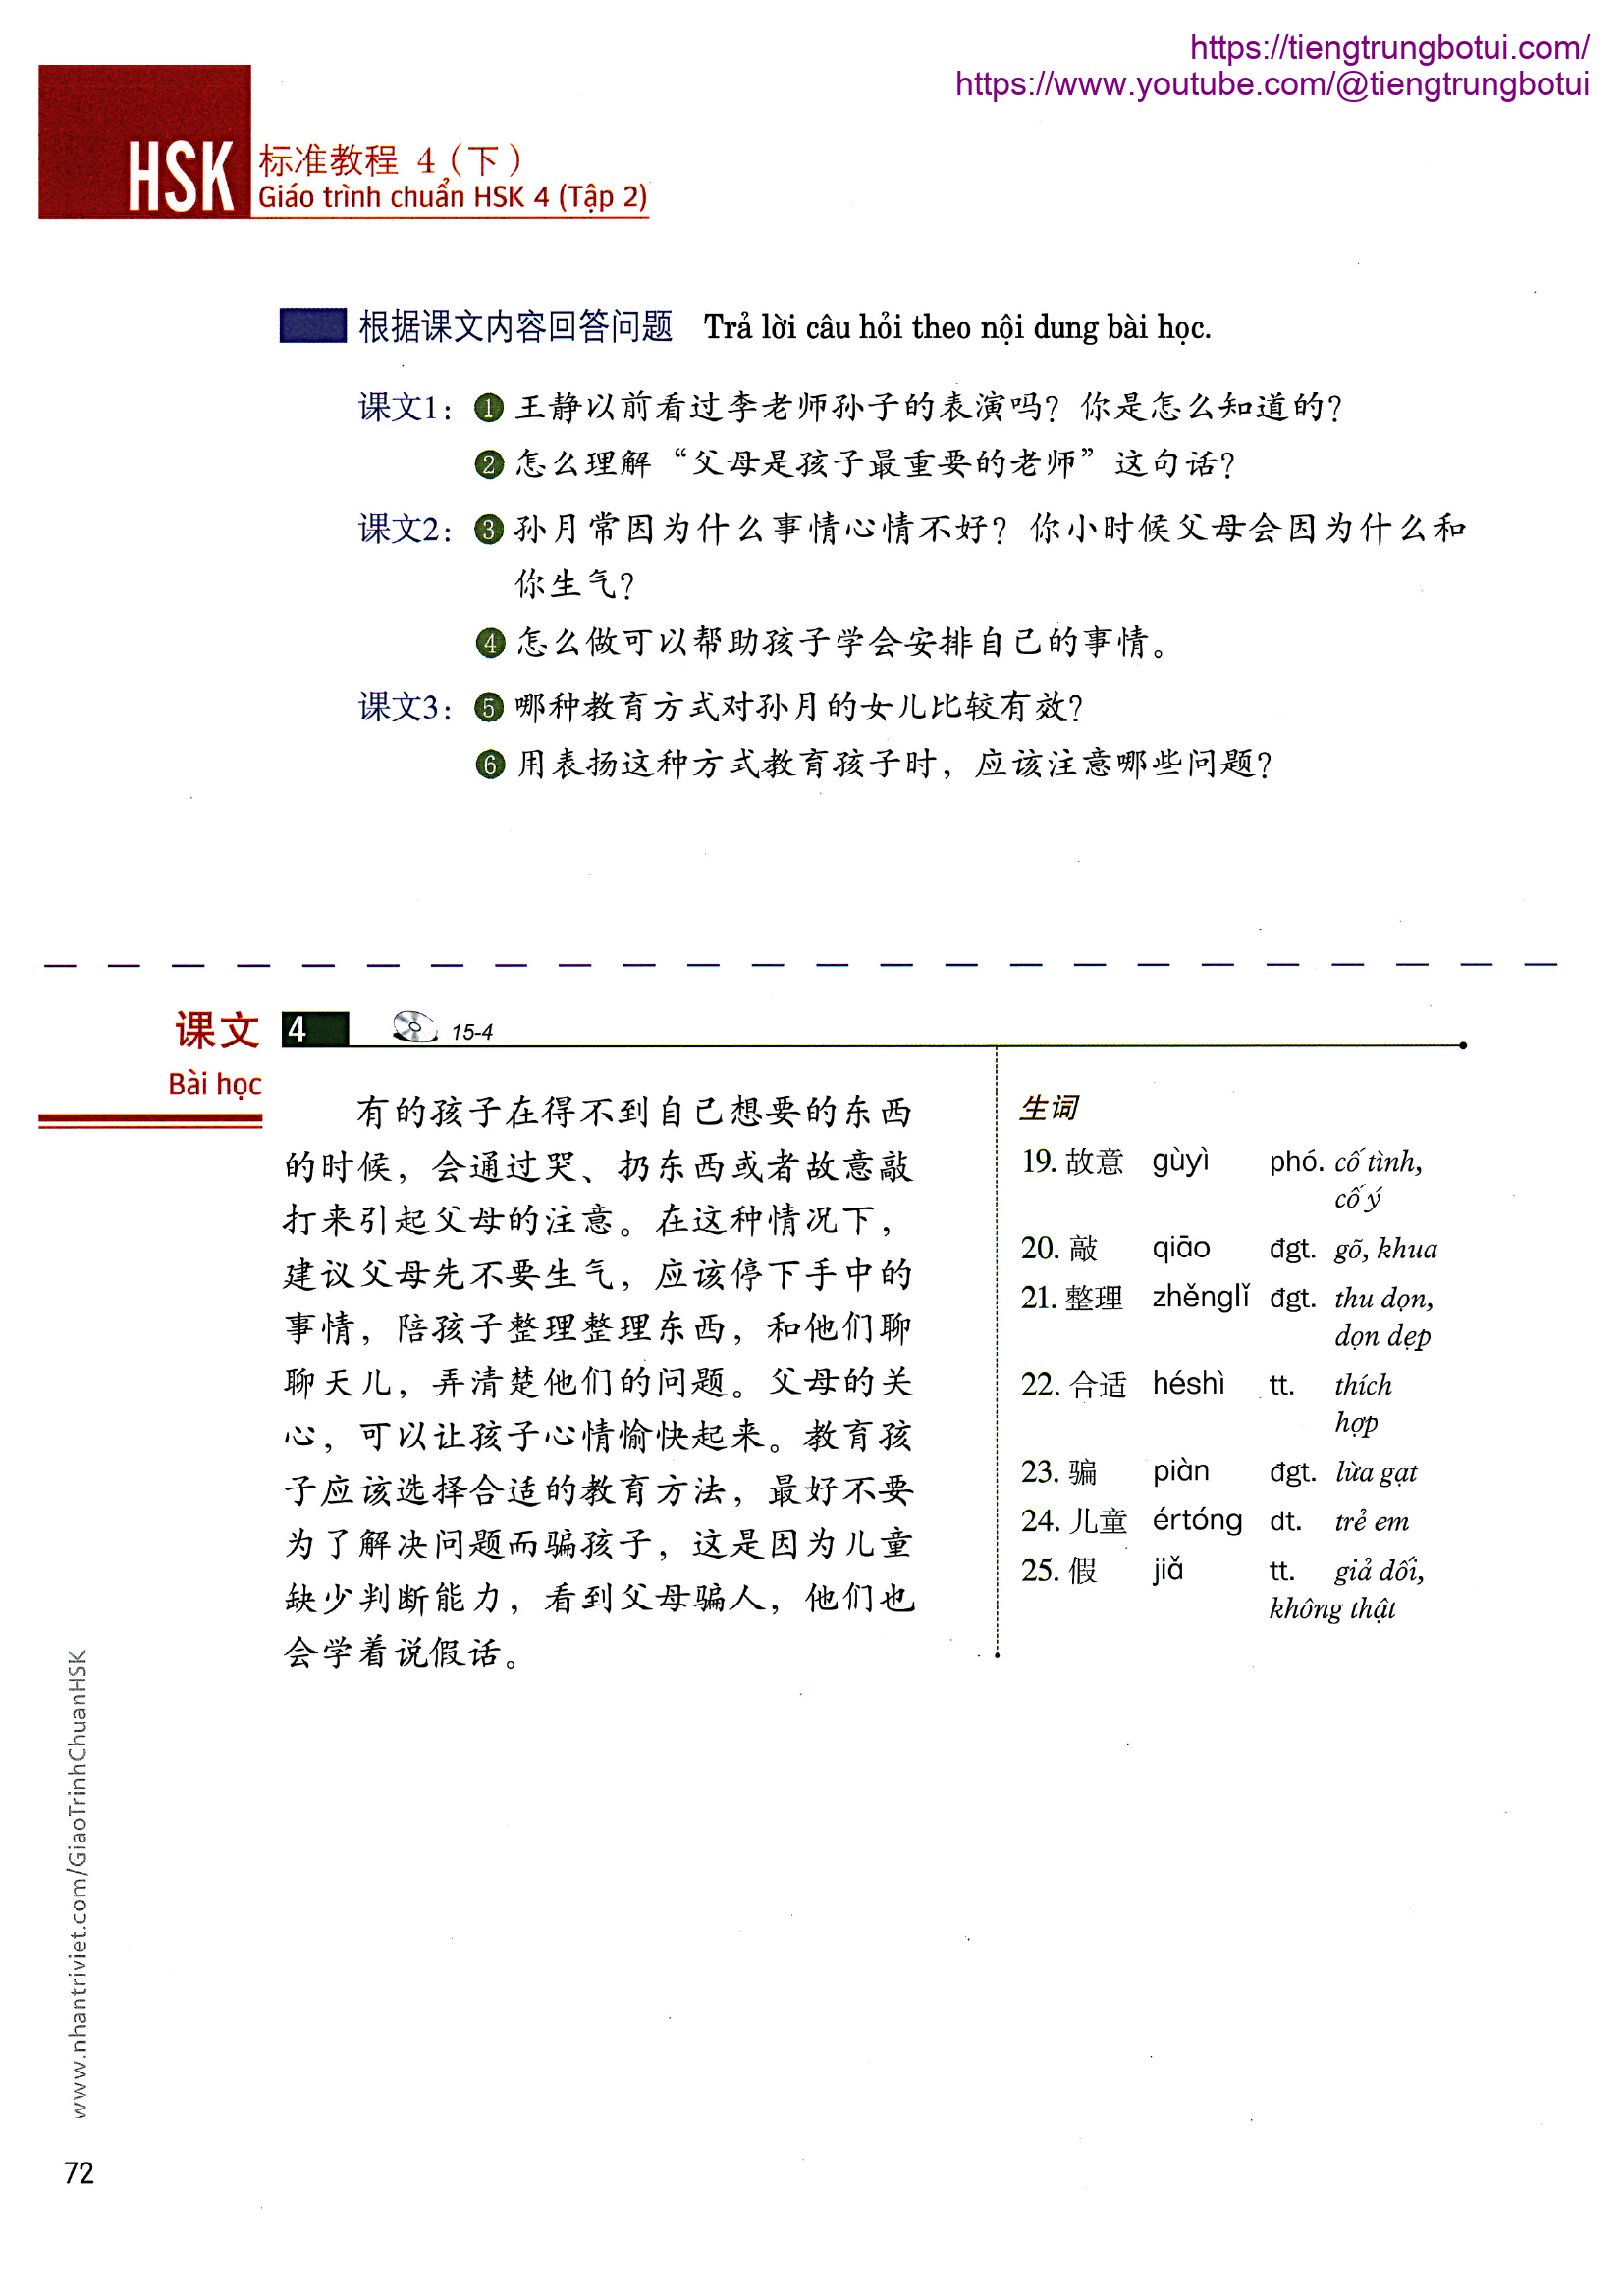 https://tiengtrungbotui.com/
https://www.youtube.com/@tiengtrungbotui
HSK 标准教程 4（下）
Giáo trình chuẩn HSK 4 (Tập 2)
根据课文内容回答问题 Trả lời câu hỏi theo nội dung bài học.
课文1： 1 王静以前看过李老师孙子的表演吗？你是怎么知道的？
2 怎么理解“父母是孩子最重要的老师”这句话？
课文2： 3 孙月常因为什么事情心情不好？你小时候父母会因为什么和
你生气？
4 怎么做可以帮助孩子学会安排自己的事情。
课文3： 5 哪种教育方式对孙月的女儿比较有效？
6 用表扬这种方式教育孩子时，应该注意哪些问题？
课文 4 15-4
Bài học
有的孩子在得不到自己想要的东西
的时候，会通过哭、扔东西或者故意敲
打来引起父母的注意。在这种情况下，
建议父母先不要生气，应该停下手中的
事情，陪孩子整理整理东西，和他们聊
聊天儿，弄清楚他们的问题。父母的关
心，可以让孩子心情愉快起来。教育孩
子应该选择合适的教育方法，最好不要
为了解决问题而骗孩子，这是因为儿童
缺少判断能力，看到父母骗人，他们也
会学着说假话。
生词
19. 故意 gùyì phó. cố tình,
cố ý
20. 敲 qiāo đgt. gõ, khua
21. 整理 zhěnglǐ đgt. thu dọn,
dọn dẹp
22. 合适 héshì tt. thích
hợp
23. 骗 piàn đgt. lừa gạt
24. 儿童 értóng dt. trẻ em
25. 假 jiǎ tt. giả dối,
không thật
www.nhantriviet.com/GiaoTrinhChuanHSK
72